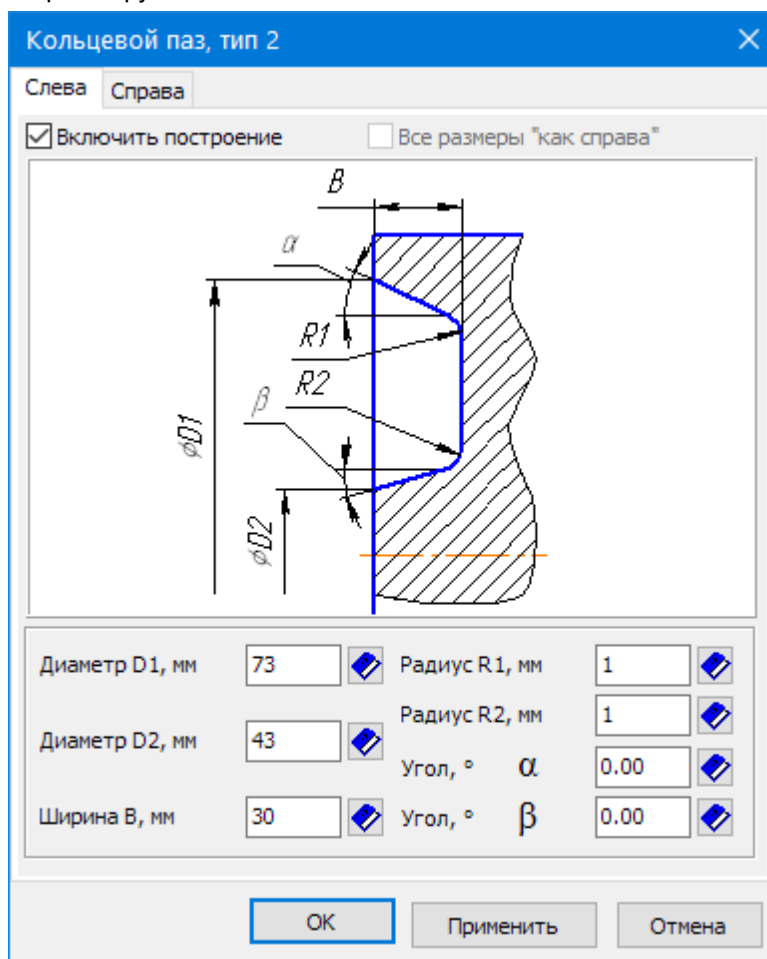 Кольцевой паз, тип 2
Слева Справа
Включить построение Все размеры "как справа"
B
α
R1
β R2
⌀D1
⌀D2
Диаметр D1, мм 73 Радиус R1, мм 1
Радиус R2, мм 1
Диаметр D2, мм 43
Угол, ° α 0.00
Ширина B, мм 30 Угол, ° β 0.00
OK Применить Отмена